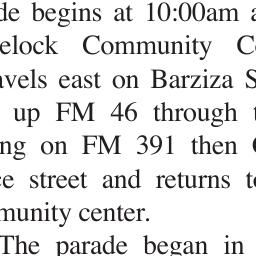 de begins at 10:00am a
elock Community C
avels east on Barziza S
up FM 46 through t
ng on FM 391 then
ce street and returns t
munity center.
The parade began in